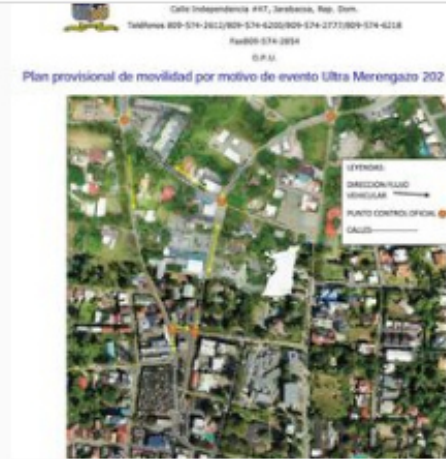 Calle Independencia #47, Jarabacoa, Rep. Dom.
Teléfonos 809-574-2612/809-574-6200/809-574-2777/809-574-6218
Fax809-574-2854
O.P.U.
Plan provisional de movilidad por motivo de evento Ultra Merengazo 202
LEYENDAS:
DIRECCION FLUJO
VEHICULAR
PUNTO CONTROL OFICIAL
CALLES